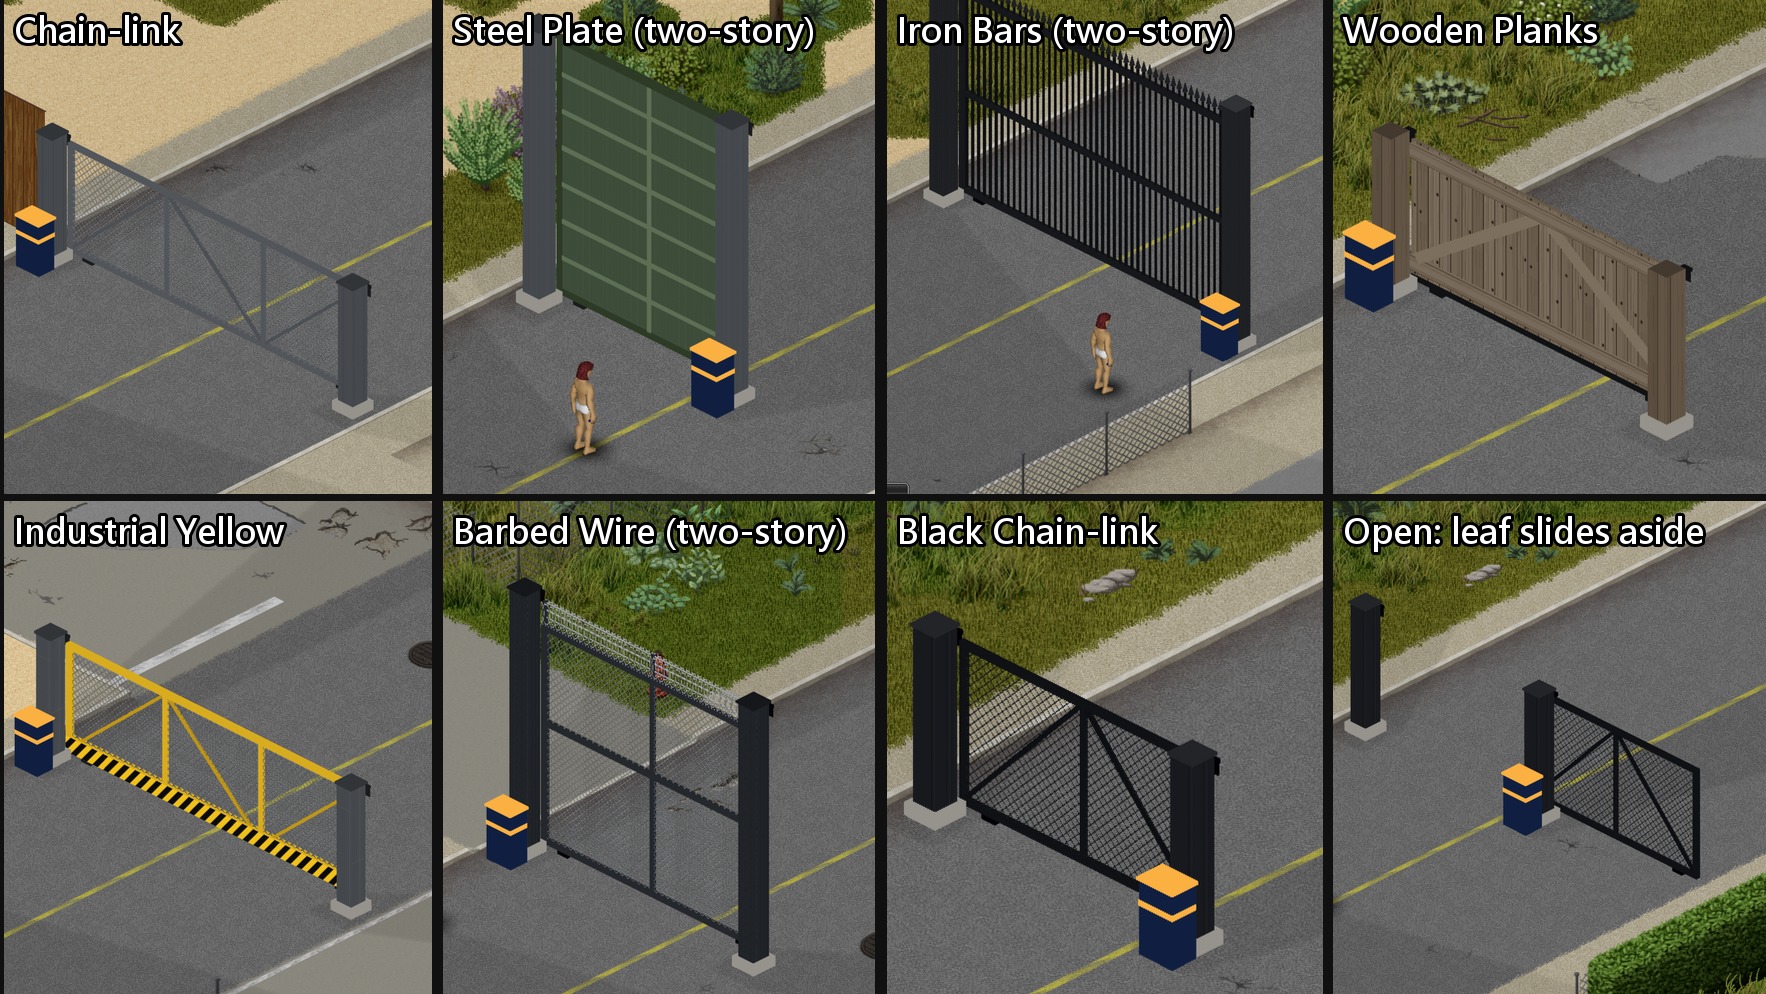 Chain-link
Steel Plate (two-story)
Iron Bars (two-story)
Wooden Planks
Industrial Yellow
Barbed Wire (two-story)
Black Chain-link
Open: leaf slides aside